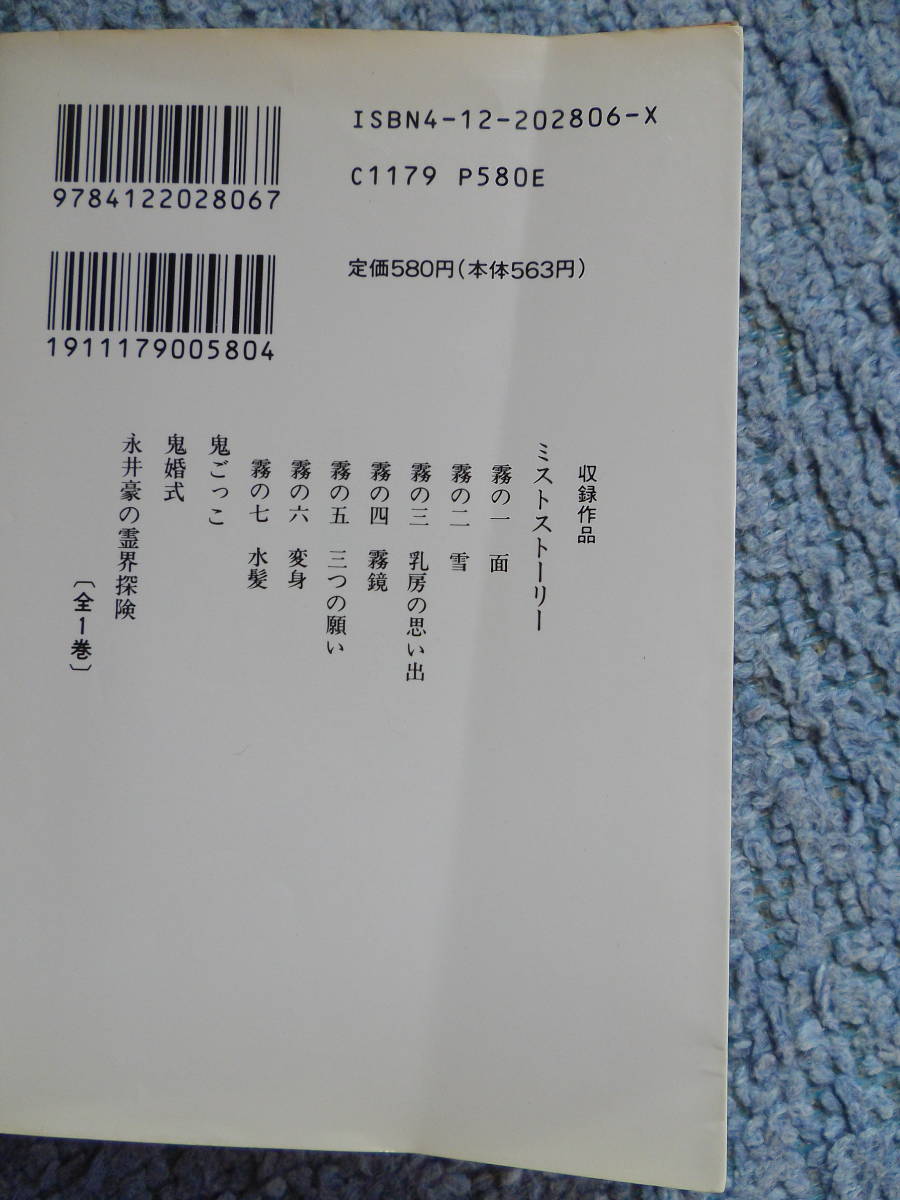 ISBN4-12-202806-X
C1179 P580E
9784122028067
定価580円(本体563円)
1911179005804
収録作品
ミストストーリー
霧の一 面
霧の二 雪
霧の三 乳房の思い出
霧の四 霧鏡
霧の五 三つの願い
霧の六 変身
霧の七 水髪
鬼ごっこ
鬼婚式
永井豪の霊界探険
〔全1巻〕